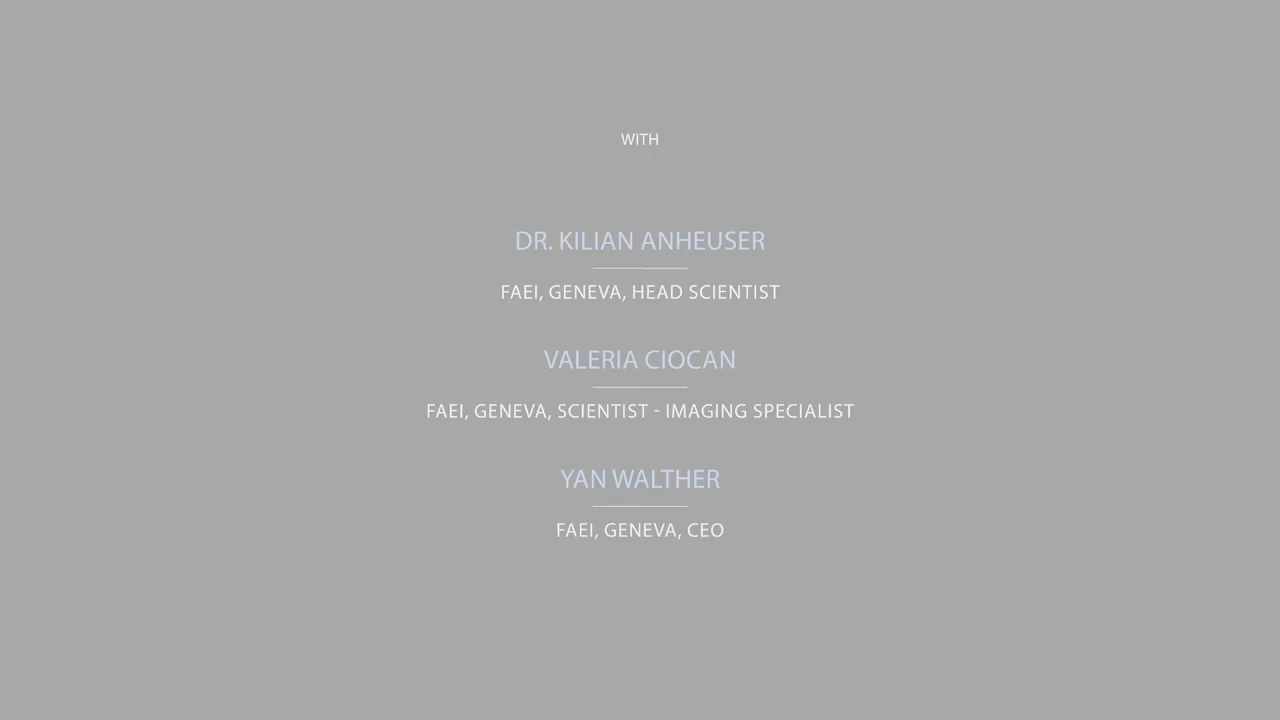 WITH
DR. KILIAN ANHEUSER
FAEI, GENEVA, HEAD SCIENTIST
VALERIA CIOCAN
FAEI, GENEVA, SCIENTIST - IMAGING SPECIALIST
YAN WALTHER
FAEI, GENEVA, CEO